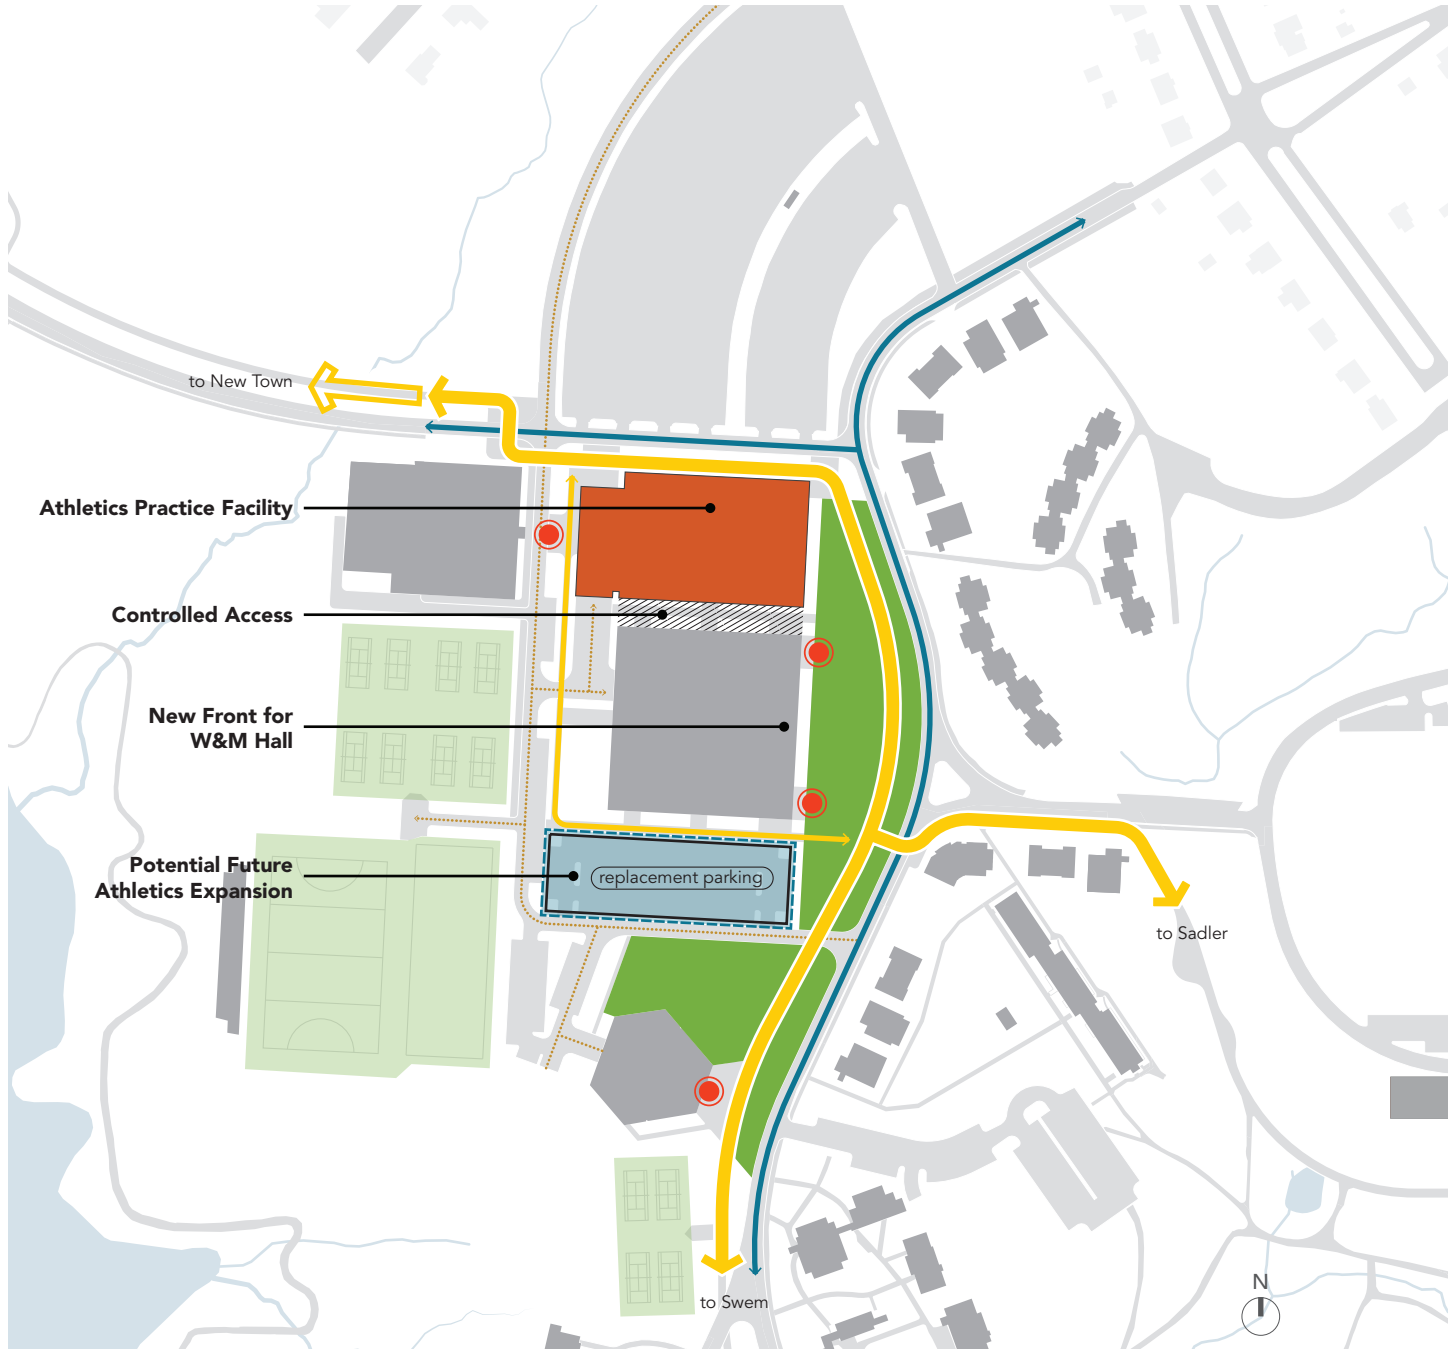 to New Town
Athletics Practice Facility
Controlled Access
New Front for
W&M Hall
Potential Future
Athletics Expansion
replacement parking
to Sadler
to Swem
N